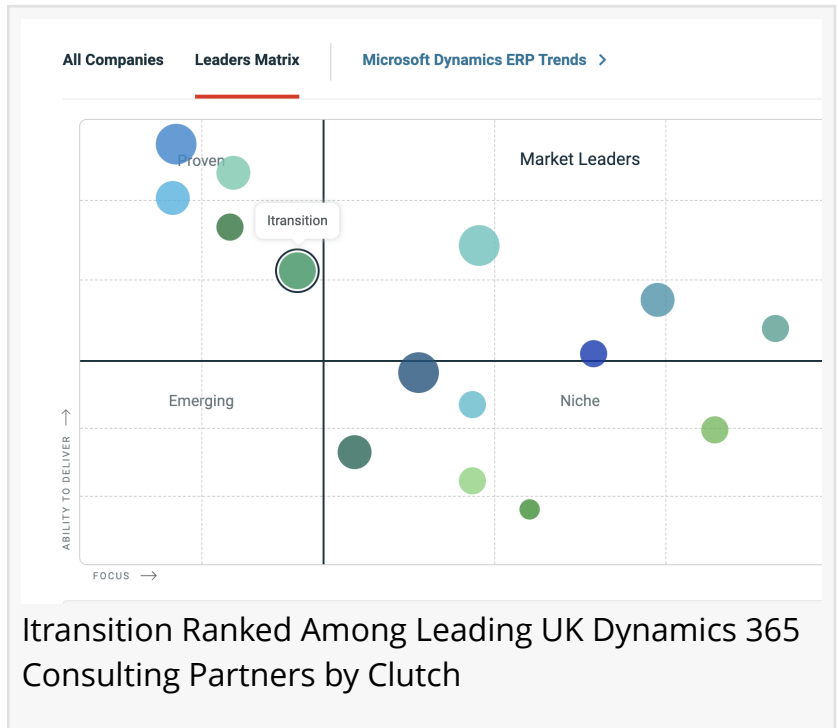 All Companies
Leaders Matrix
Microsoft Dynamics ERP Trends
Proven
Market Leaders
Itransition
Emerging
Niche
ABILITY TO DELIVER
FOCUS
Itransition Ranked Among Leading UK Dynamics 365
Consulting Partners by Clutch